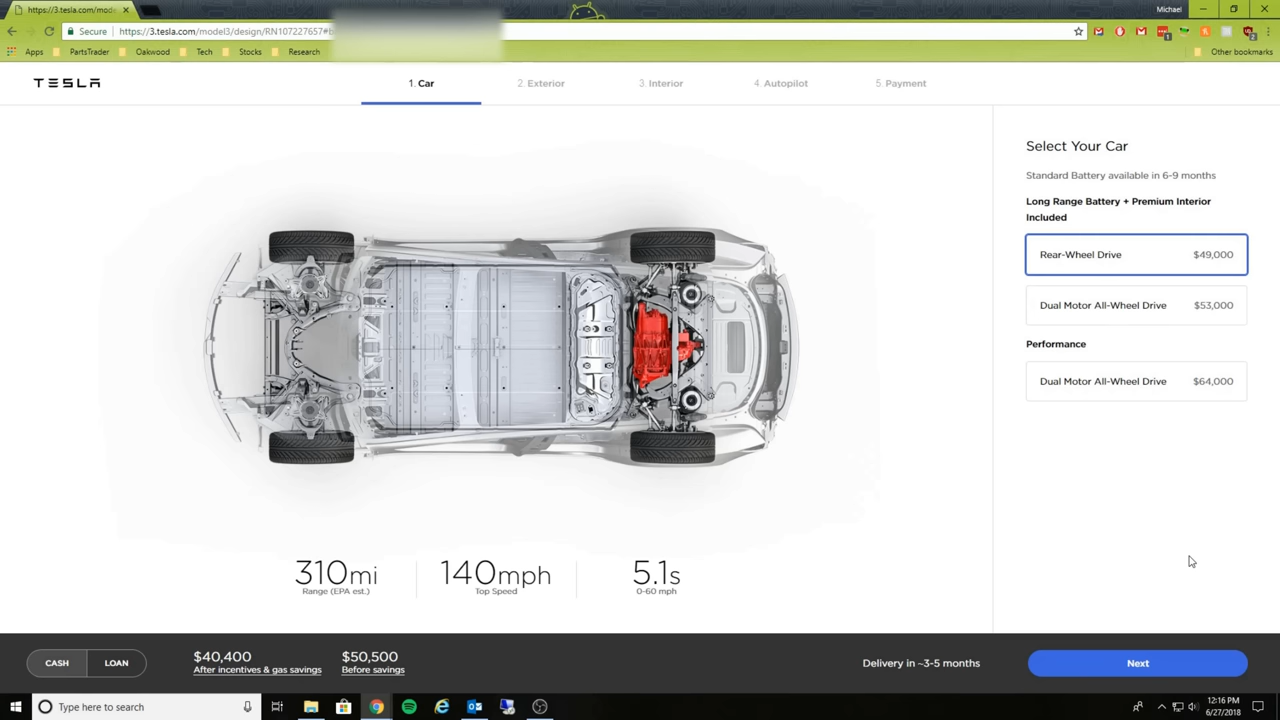 https://3.tesla.com/mode
Michael
Secure
https://3.tesla.com/model3/design/RN107227657#b
Apps
PartsTrader
Oakwood
Tech
Stocks
Research
Other bookmarks
TESLA
1. Car
2. Exterior
3. Interior
4. Autopilot
5. Payment
Select Your Car
Standard Battery available in 6-9 months
Long Range Battery + Premium Interior
Included
Rear-Wheel Drive $49,000
Dual Motor All-Wheel Drive $53,000
Performance
Dual Motor All-Wheel Drive $64,000
310mi
Range (EPA est.)
140mph
Top Speed
5.1s
0-60 mph
CASH
LOAN
$40,400
After incentives & gas savings
$50,500
Before savings
Delivery in ~3-5 months
Next
Type here to search
12:16 PM
6/27/2018